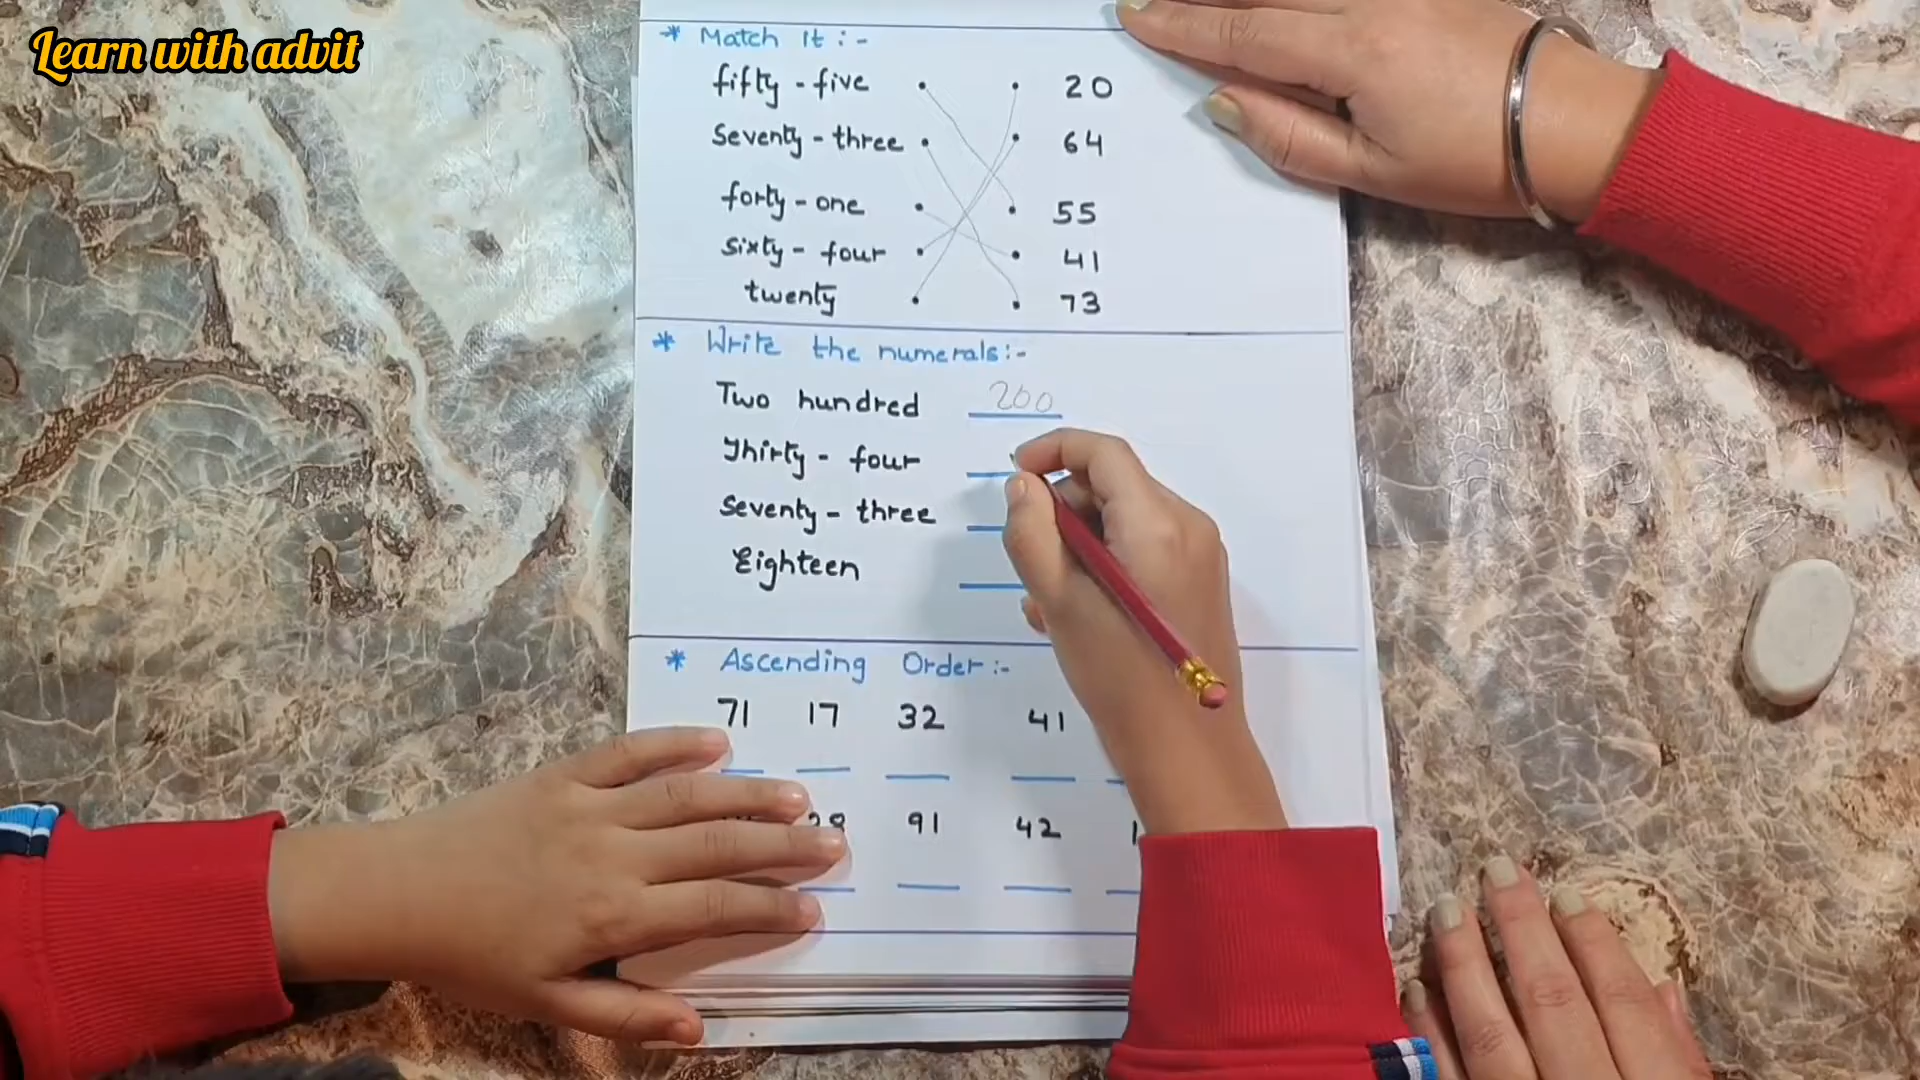 Learn with advit
* Match It :-
fifty - five 20
Seventy - three 64
forty - one 55
sixty - four 41
twenty 73
* Write the numerals :-
Two hundred 200
Thirty - four
Seventy - three
Eighteen
* Ascending Order :-
71 17 32 41
91 42